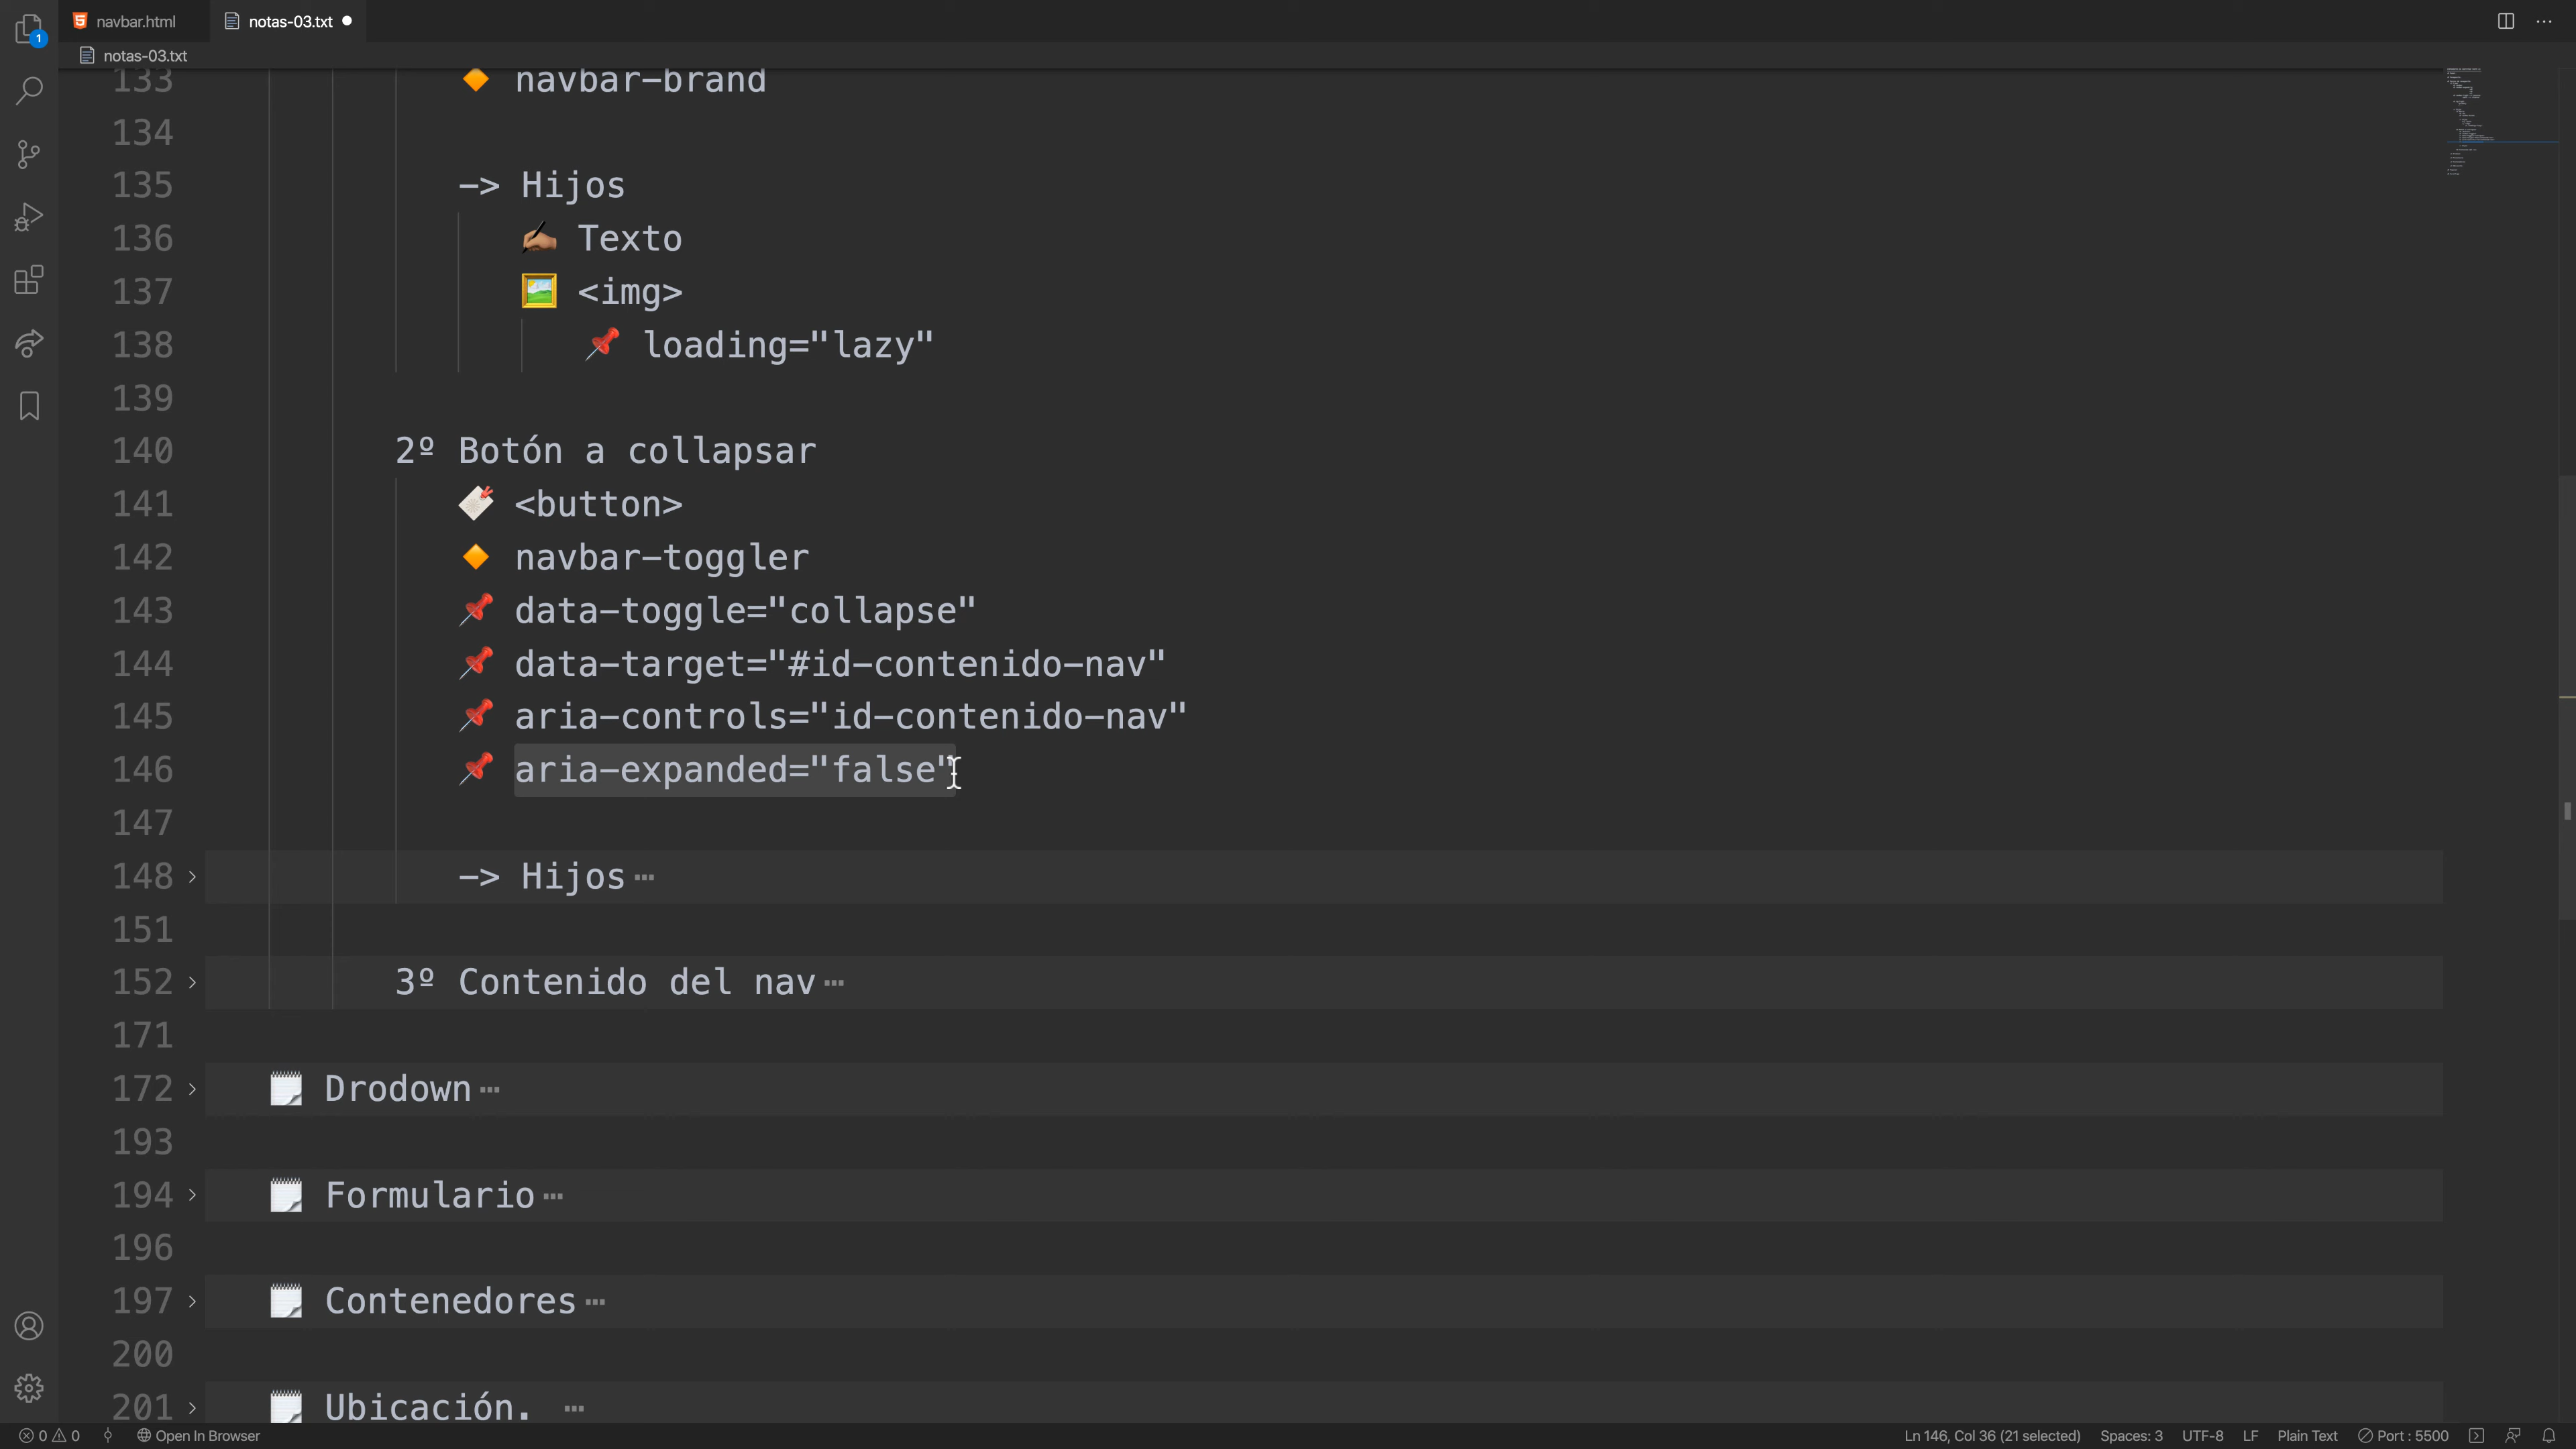 navbar.html
notas-03.txt
1
notas-03.txt
133 navbar-brand
134
135 -> Hijos
136 Texto
137 <img>
138 loading="lazy"
139
140 2º Botón a collapsar
141 <button>
142 navbar-toggler
143 data-toggle="collapse"
144 data-target="#id-contenido-nav"
145 aria-controls="id-contenido-nav"
146 aria-expanded="false"
147
148 -> Hijos
151
152 3º Contenido del nav
171
172 Drodown
193
194 Formulario
196
197 Contenedores
200
201 Ubicación.
0 0 Open In Browser Ln 146, Col 36 (21 selected) Spaces: 3 UTF-8 LF Plain Text Port : 5500